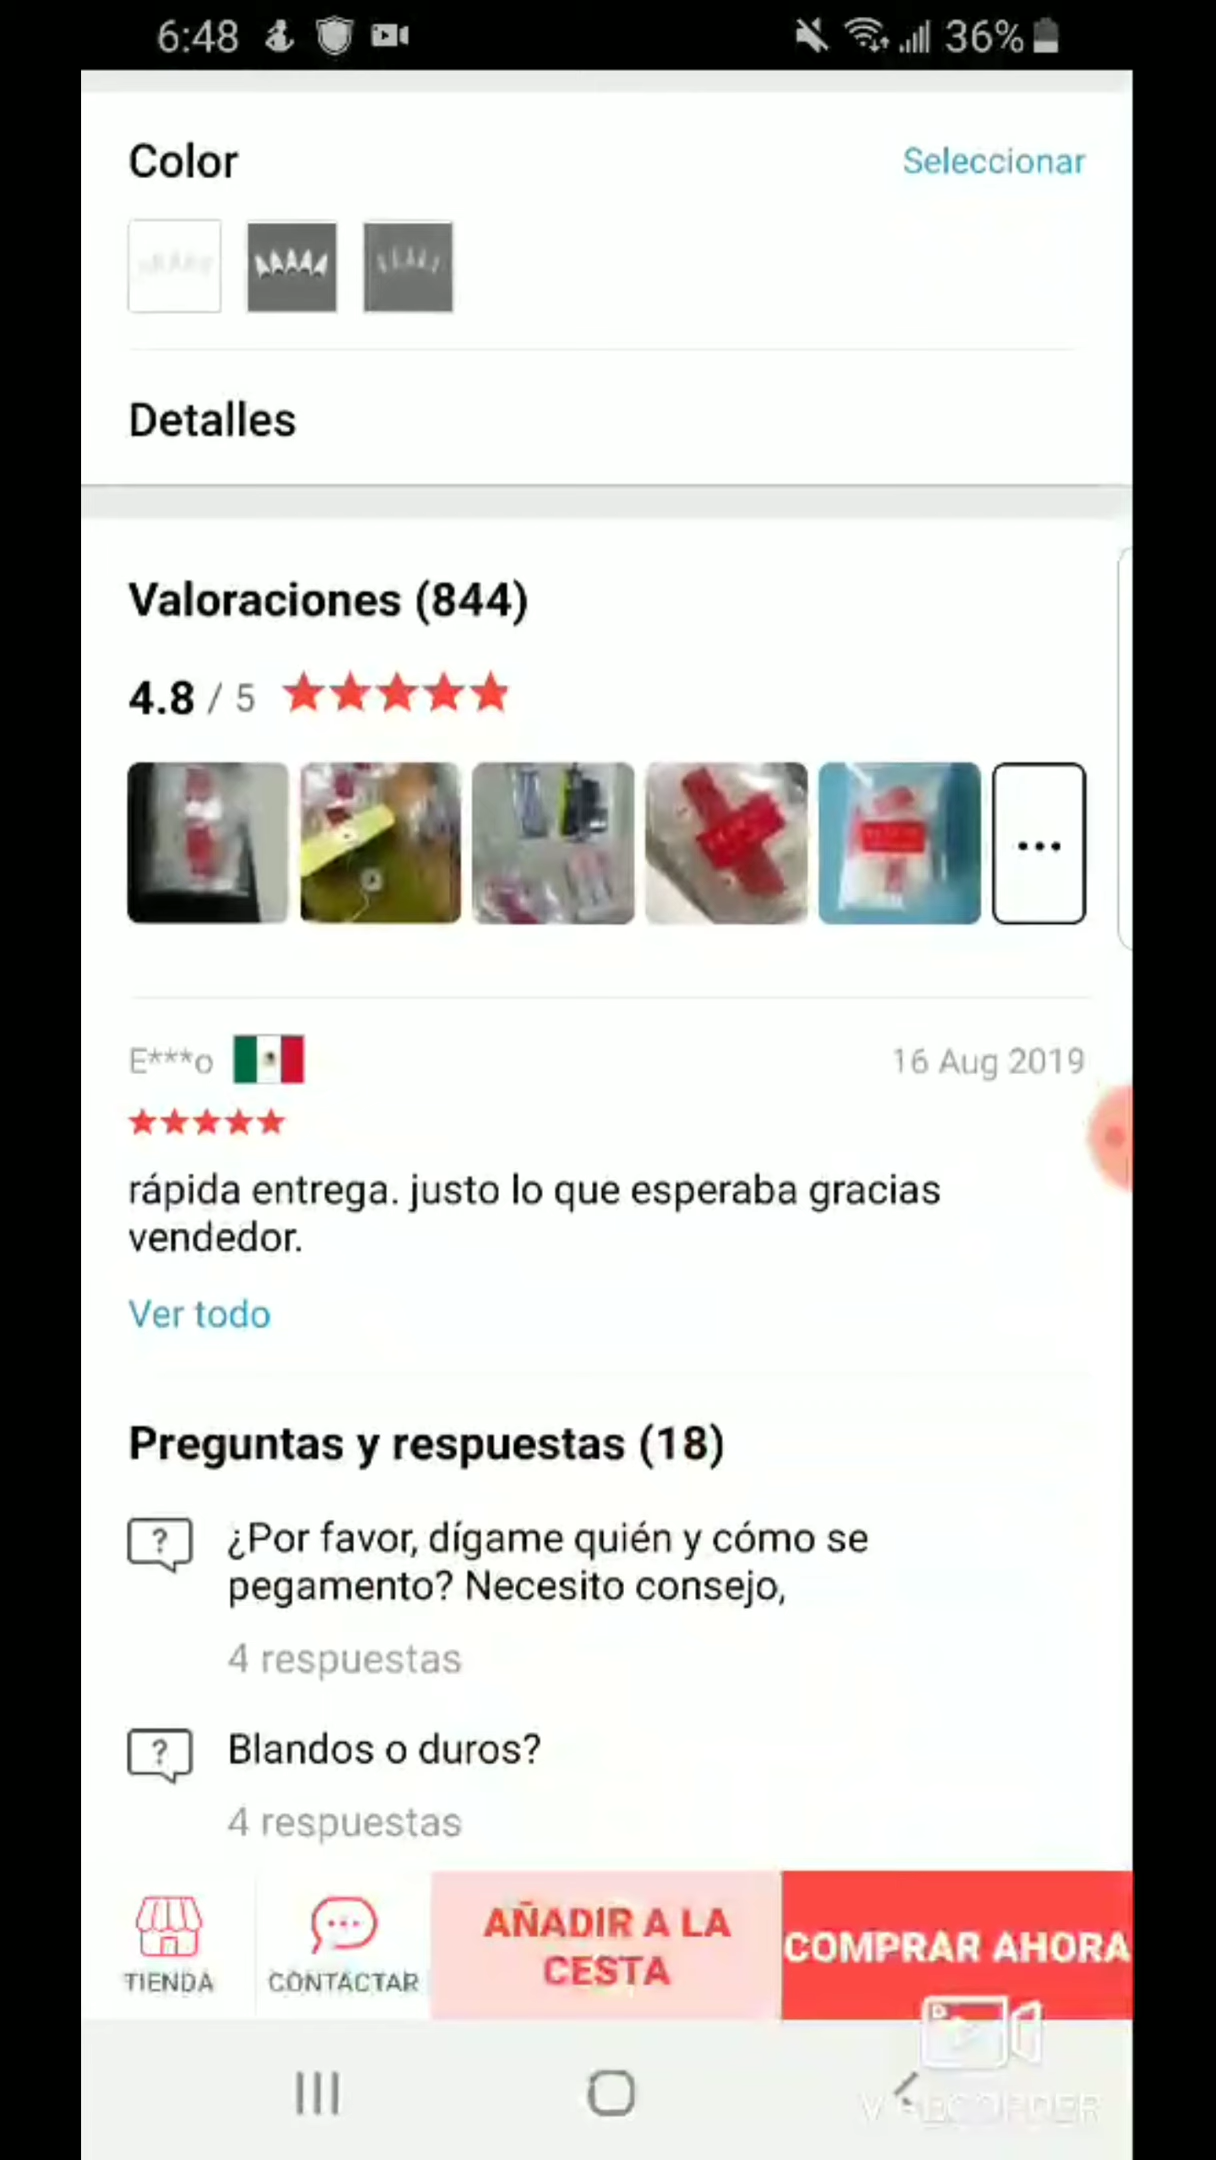 6:48
36%
Color
Seleccionar
Detalles
Valoraciones (844)
4.8 / 5
E***o
16 Aug 2019
rápida entrega. justo lo que esperaba gracias
vendedor.
Ver todo
Preguntas y respuestas (18)
¿Por favor, dígame quién y cómo se
pegamento? Necesito consejo,
4 respuestas
Blandos o duros?
4 respuestas
TIENDA
CONTACTAR
AÑADIR A LA
CESTA
COMPRAR AHORA
V RECORDER